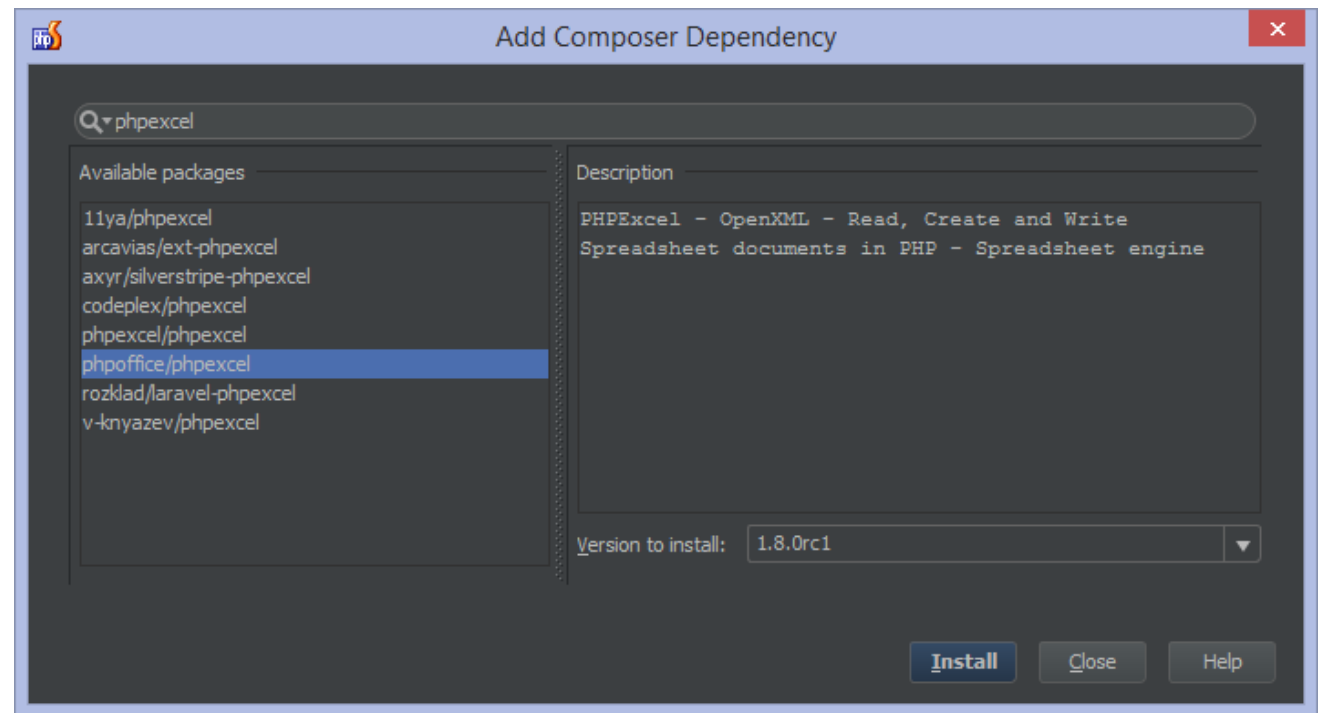 Add Composer Dependency
phpexcel
Available packages
11ya/phpexcel
arcavias/ext-phpexcel
axyr/silverstripe-phpexcel
codeplex/phpexcel
phpexcel/phpexcel
phpoffice/phpexcel
rozklad/laravel-phpexcel
v-knyazev/phpexcel
Description
PHPExcel - OpenXML - Read, Create and Write
Spreadsheet documents in PHP - Spreadsheet engine
Version to install: 1.8.0rc1
Install Close Help